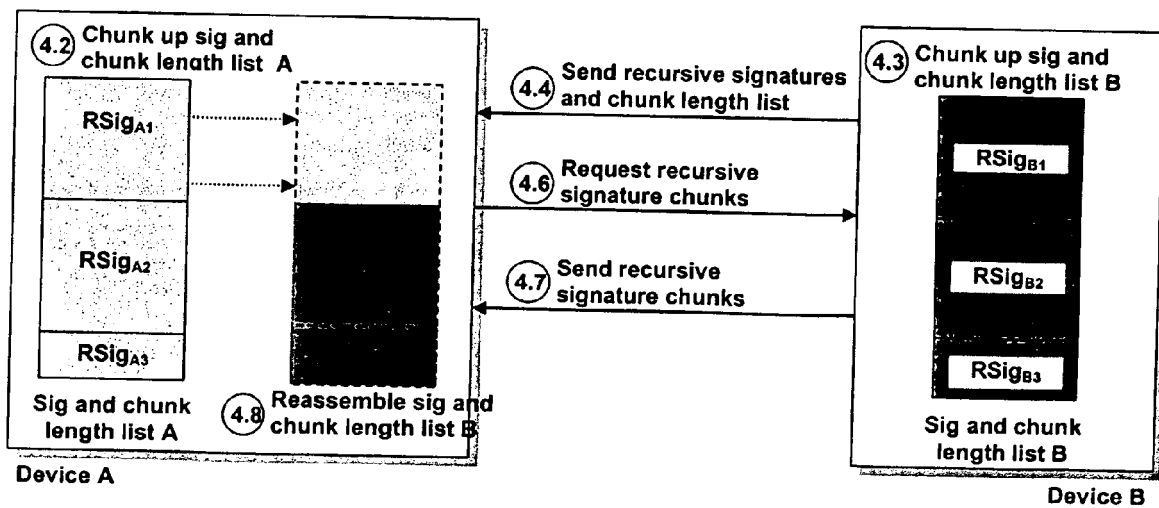 4.2 Chunk up sig and
chunk length list A
RSigA1
RSigA2
RSigA3
Sig and chunk
length list A
4.8 Reassemble sig and
chunk length list B
Device A
4.4 Send recursive signatures
and chunk length list
4.6 Request recursive
signature chunks
4.7 Send recursive
signature chunks
4.3 Chunk up sig and
chunk length list B
RSigB1
RSigB2
RSigB3
Sig and chunk
length list B
Device B